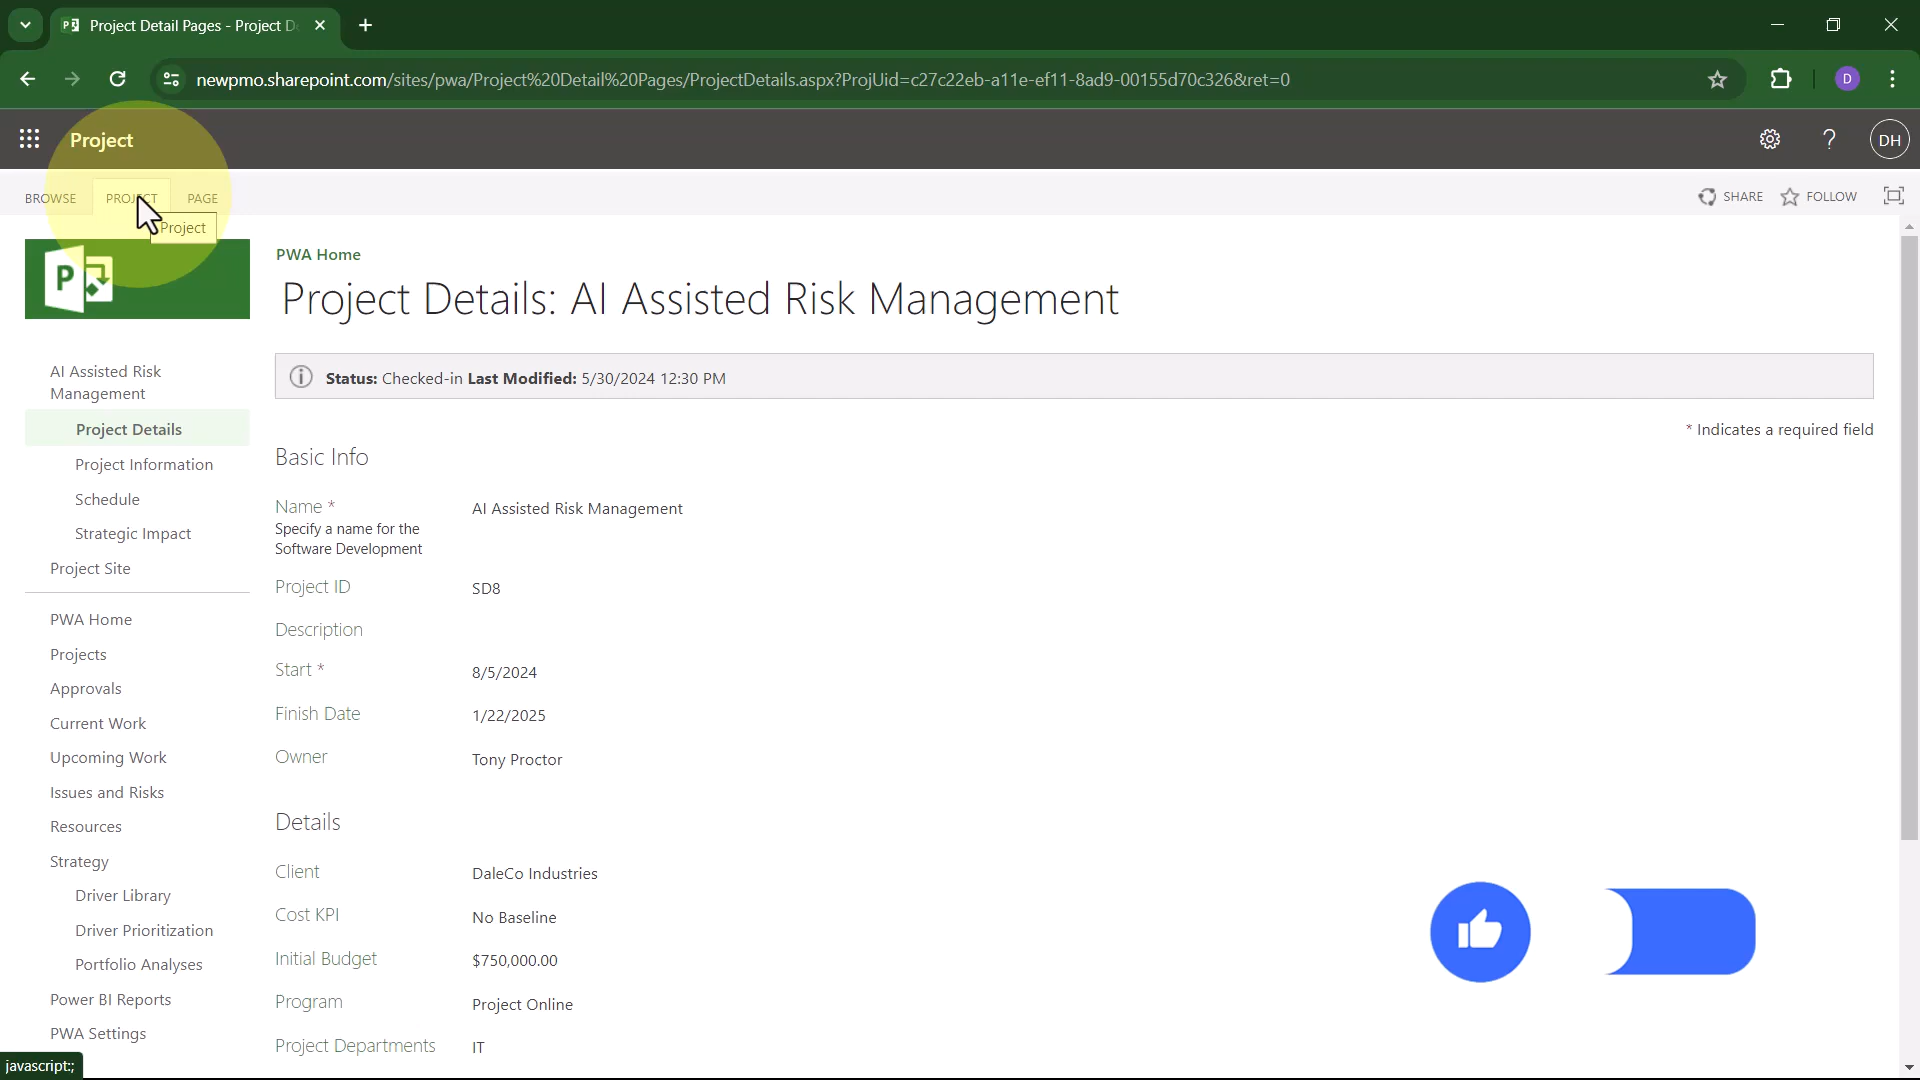 Project Detail Pages - Project D
newpmo.sharepoint.com/sites/pwa/Project%20Detail%20Pages/ProjectDetails.aspx?ProjUid=c27c22eb-a11e-ef11-8ad9-00155d70c326&ret=0
D
Project
?
DH
BROWSE
PROJECT
PAGE
SHARE
FOLLOW
Project
P
PWA Home
Project Details: AI Assisted Risk Management
Status: Checked-in Last Modified: 5/30/2024 12:30 PM
* Indicates a required field
AI Assisted Risk
Management
Project Details
Project Information
Schedule
Strategic Impact
Project Site
PWA Home
Projects
Approvals
Current Work
Upcoming Work
Issues and Risks
Resources
Strategy
Driver Library
Driver Prioritization
Portfolio Analyses
Power BI Reports
PWA Settings
Basic Info
Name * AI Assisted Risk Management
Specify a name for the
Software Development
Project ID SD8
Description
Start * 8/5/2024
Finish Date 1/22/2025
Owner Tony Proctor
Details
Client DaleCo Industries
Cost KPI No Baseline
Initial Budget $750,000.00
Program Project Online
Project Departments IT
javascript:;